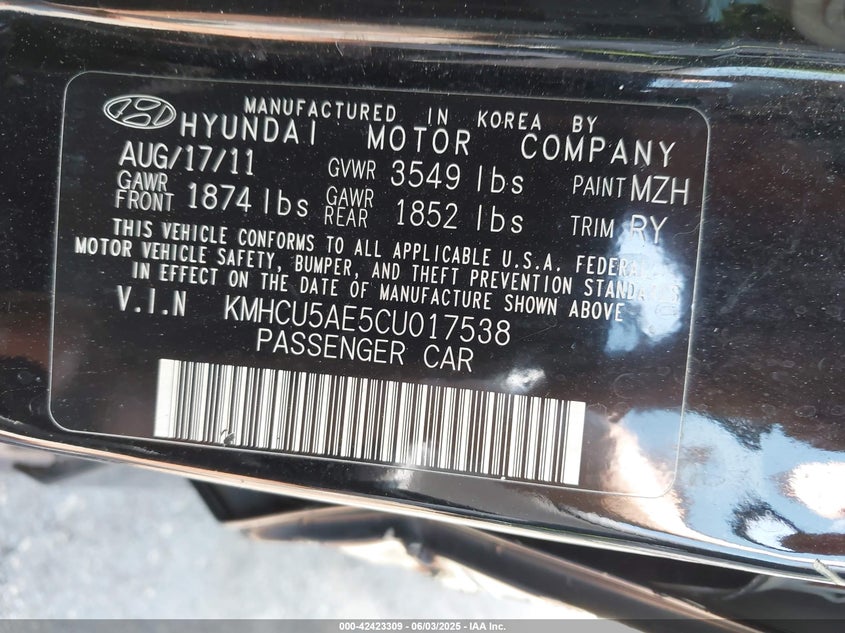 MANUFACTURED IN KOREA BY
HYUNDAI MOTOR COMPANY
AUG/17/11 GVWR 3549 lbs PAINT MZH
GAWR FRONT 1874 lbs GAWR REAR 1852 lbs TRIM RY
THIS VEHICLE CONFORMS TO ALL APPLICABLE U.S.A. FEDERAL
MOTOR VEHICLE SAFETY, BUMPER, AND THEFT PREVENTION STANDARDS
IN EFFECT ON THE DATE OF MANUFACTURE SHOWN ABOVE.
V.I.N KMHCU5AE5CU017538
PASSENGER CAR
000-42423309 - 06/03/2025 - IAA Inc.